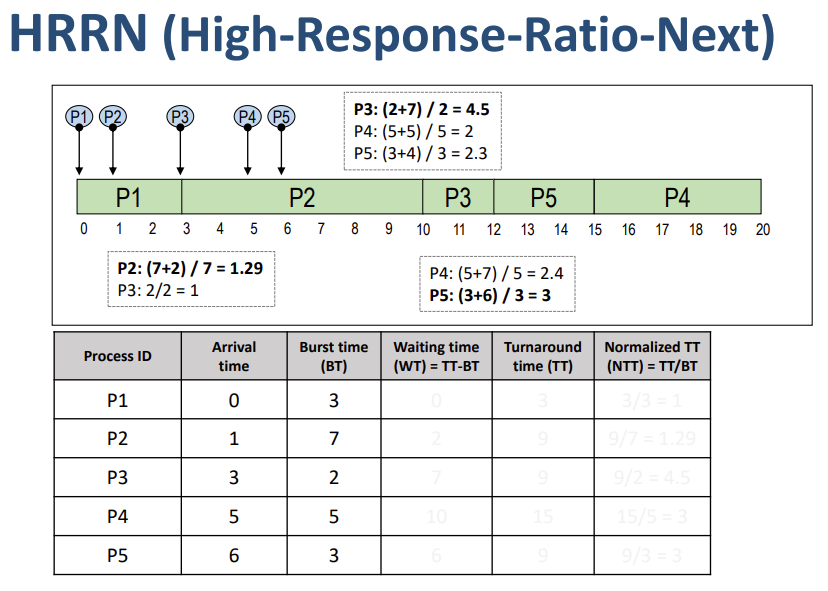 HRRN (High-Response-Ratio-Next)
P1 P2 P3 P4 P5
P3: (2+7) / 2 = 4.5
P4: (5+5) / 5 = 2
P5: (3+4) / 3 = 2.3
P1 P2 P3 P5 P4
0 1 2 3 4 5 6 7 8 9 10 11 12 13 14 15 16 17 18 19 20
P2: (7+2) / 7 = 1.29
P3: 2/2 = 1
P4: (5+7) / 5 = 2.4
P5: (3+6) / 3 = 3
Process ID Arrival time Burst time (BT) Waiting time (WT) = TT-BT Turnaround time (TT) Normalized TT (NTT) = TT/BT
P1 0 3 0 3 3/3 = 1
P2 1 7 2 9 9/7 = 1.29
P3 3 2 7 9 9/2 = 4.5
P4 5 5 10 15 15/5 = 3
P5 6 3 6 9 9/3 = 3